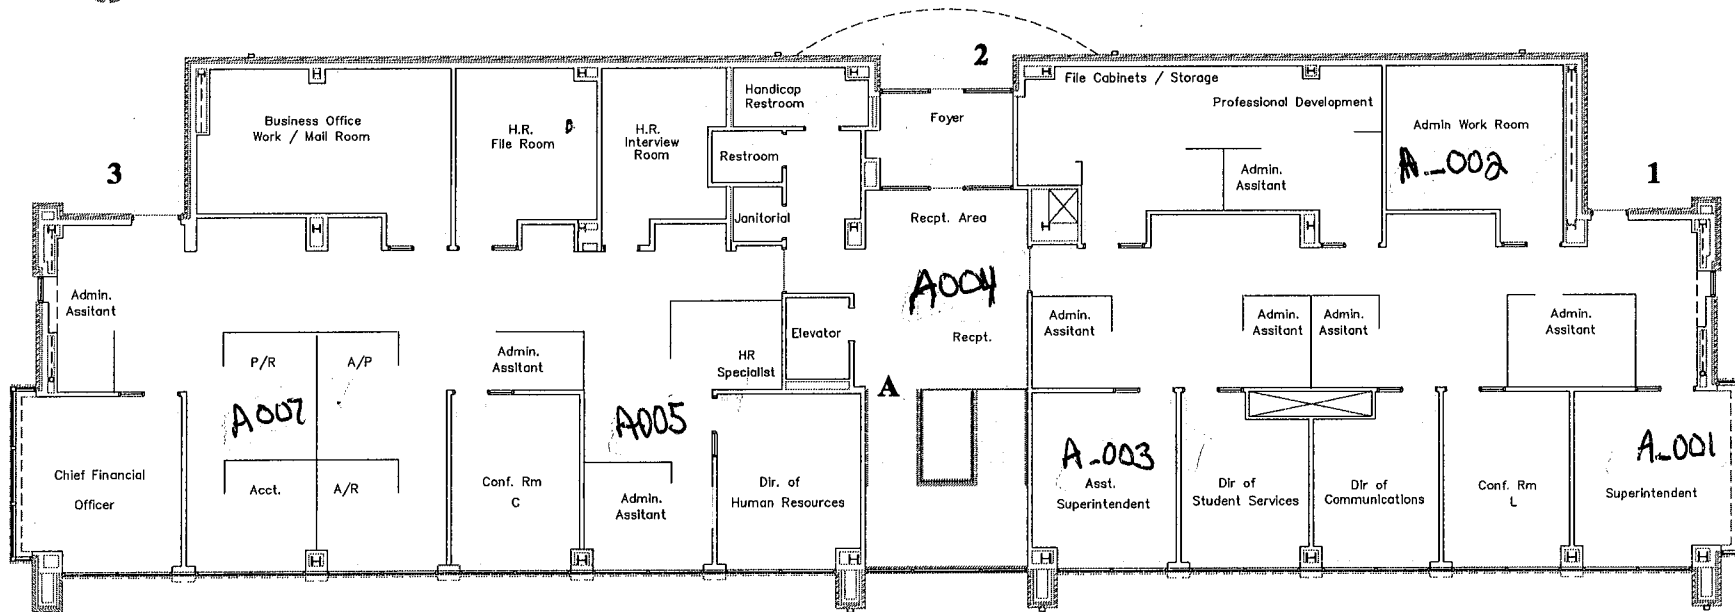 2
File Cabinets / Storage
Handicap
Restroom
Professional Development
Foyer
Business Office
Work / Mail Room
H.R.
File Room
H.R.
Interview
Room
Admin Work Room
Restroom
A-002
3
Admin.
Assitant
1
Janitorial
Recpt. Area
H
A004
Admin.
Assitant
Admin.
Assitant
Admin.
Assitant
Admin.
Assitant
Admin.
Assitant
Elevator
Recpt.
P/R
A/P
Admin.
Assitant
HR
Specialist
A
A007
A005
A-003
A-001
Chief Financial
Officer
Acct.
A/R
Conf. Rm
C
Admin.
Assitant
Dir. of
Human Resources
Asst.
Superintendent
Dir of
Student Services
Dir of
Communications
Conf. Rm
L
Superintendent
H
H
H
H
H
H
H